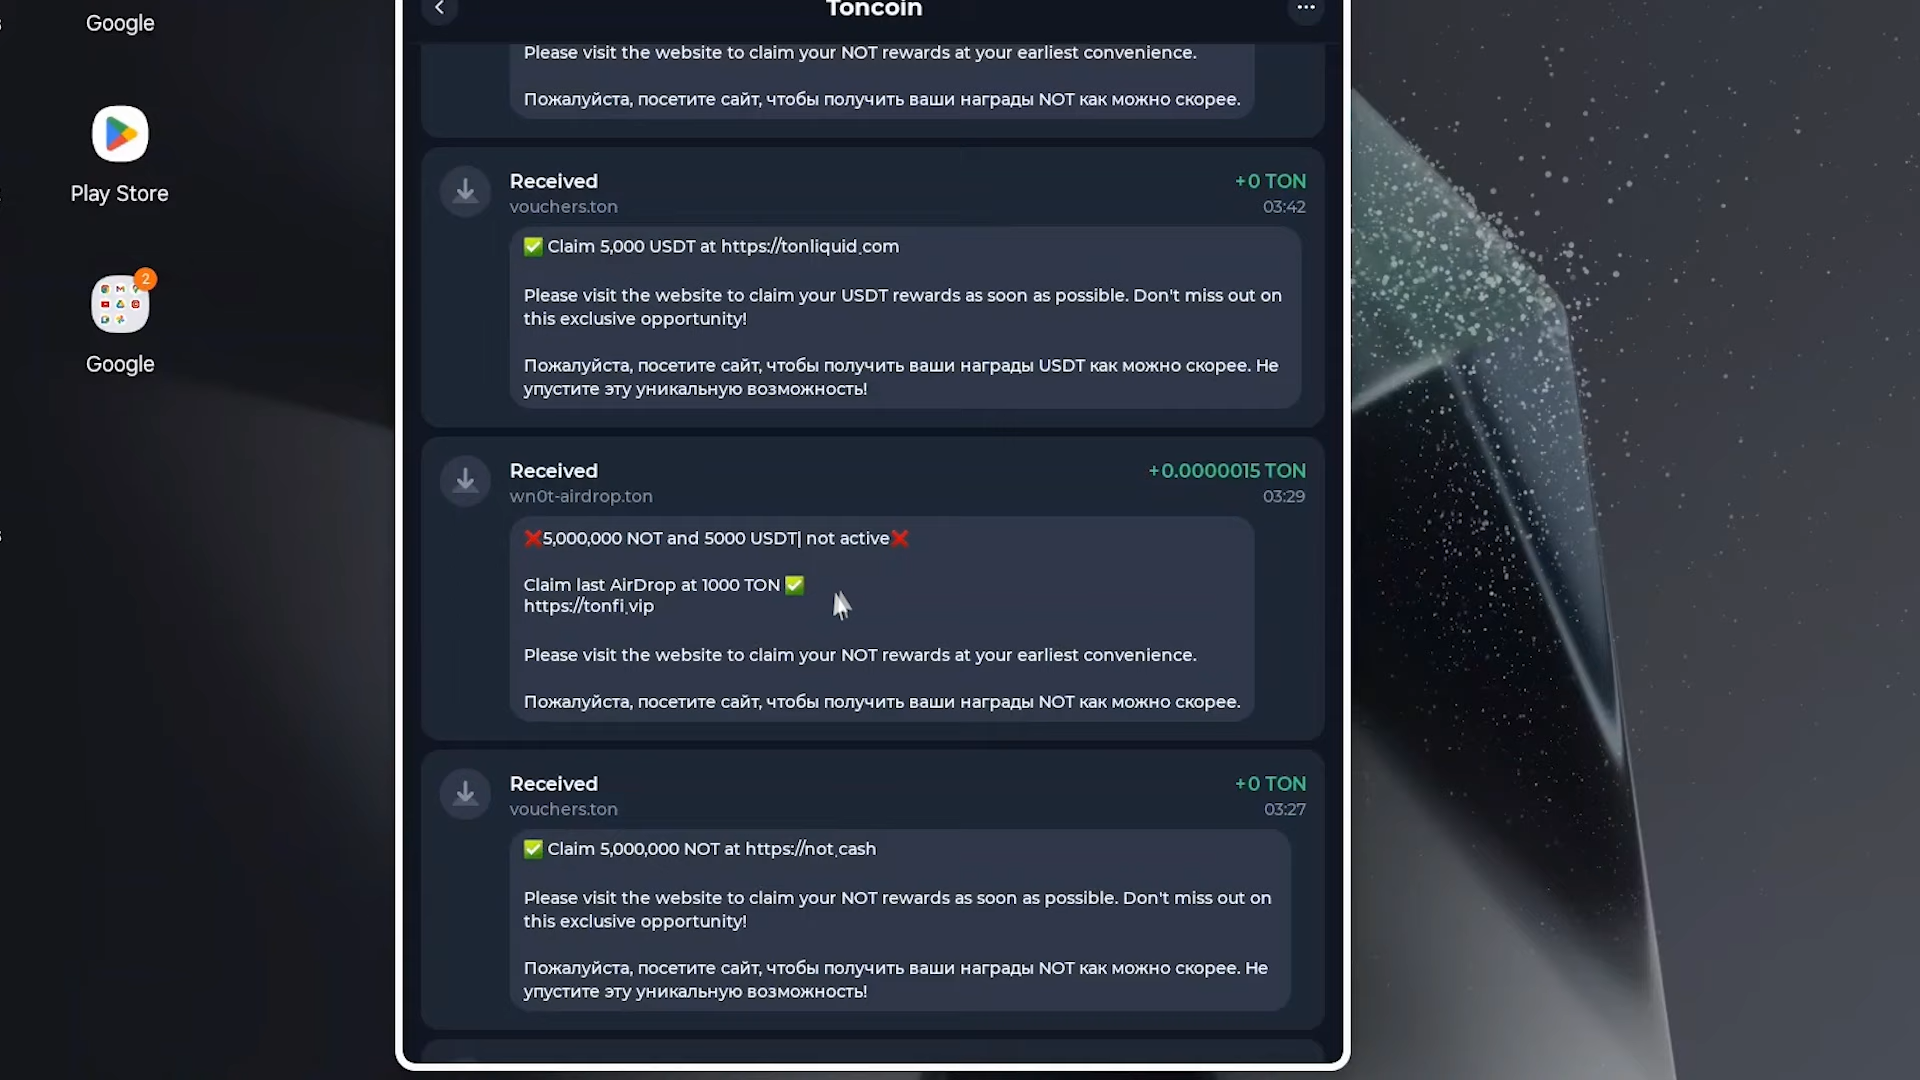 Google
Play Store
2
Google
Toncoin
Please visit the website to claim your NOT rewards at your earliest convenience.
Пожалуйста, посетите сайт, чтобы получить ваши награды NOT как можно скорее.
Received
+0 TON
vouchers.ton
03:42
✅ Claim 5,000 USDT at https://tonliquid.com
Please visit the website to claim your USDT rewards as soon as possible. Don't miss out on
this exclusive opportunity!
Пожалуйста, посетите сайт, чтобы получить ваши награды USDT как можно скорее. Не
упустите эту уникальную возможность!
Received
+0.0000015 TON
wn0t-airdrop.ton
03:29
❌5,000,000 NOT and 5000 USDT| not active❌
Claim last AirDrop at 1000 TON ✅
https://tonfi.vip
Please visit the website to claim your NOT rewards at your earliest convenience.
Пожалуйста, посетите сайт, чтобы получить ваши награды NOT как можно скорее.
Received
+0 TON
vouchers.ton
03:27
✅ Claim 5,000,000 NOT at https://not.cash
Please visit the website to claim your NOT rewards as soon as possible. Don't miss out on
this exclusive opportunity!
Пожалуйста, посетите сайт, чтобы получить ваши награды NOT как можно скорее. Не
упустите эту уникальную возможность!